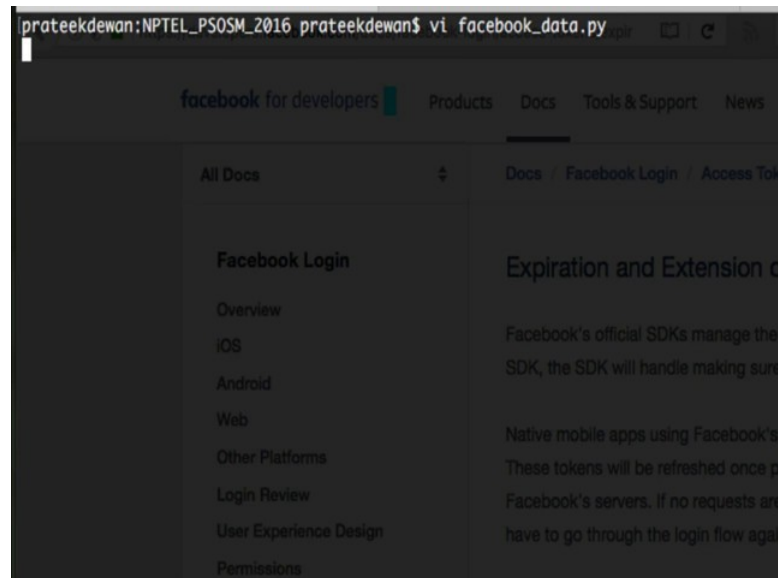 [prateekdewan:NPTEL_PSOSM_2016 prateekdewan$ vi facebook_data.py
facebook for developers Products Docs Tools & Support News
All Docs
Docs / Facebook Login / Access Tok
Facebook Login
Overview
iOS
Android
Web
Other Platforms
Login Review
User Experience Design
Permissions
Expiration and Extension o
Facebook's official SDKs manage the
SDK, the SDK will handle making sure
Native mobile apps using Facebook's
These tokens will be refreshed once p
Facebook's servers. If no requests are
have to go through the login flow agai